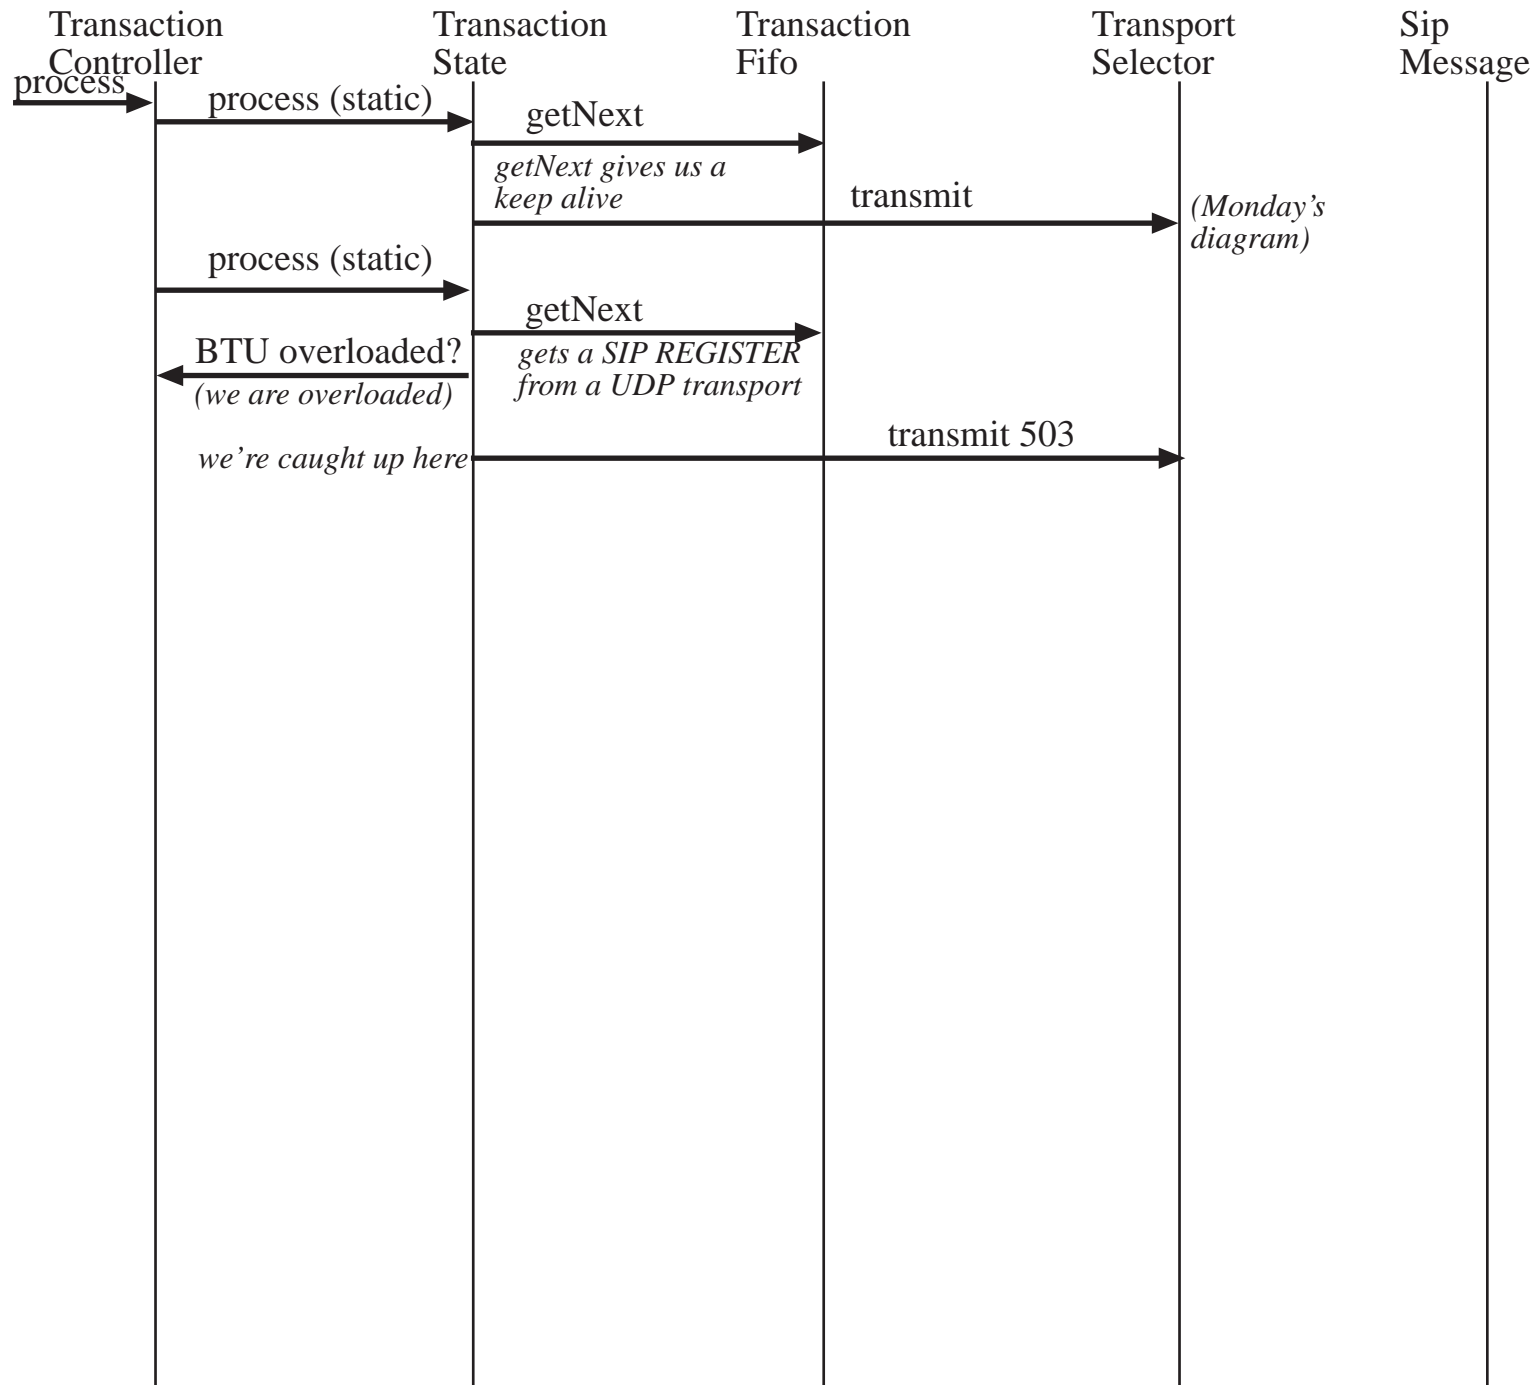 Transaction
Controller
Transaction
State
Transaction
Fifo
Transport
Selector
Sip
Message
process
process (static)
getNext
getNext gives us a
keep alive
transmit
(Monday’s
diagram)
process (static)
getNext
BTU overloaded?
(we are overloaded)
gets a SIP REGISTER
from a UDP transport
transmit 503
we’re caught up here